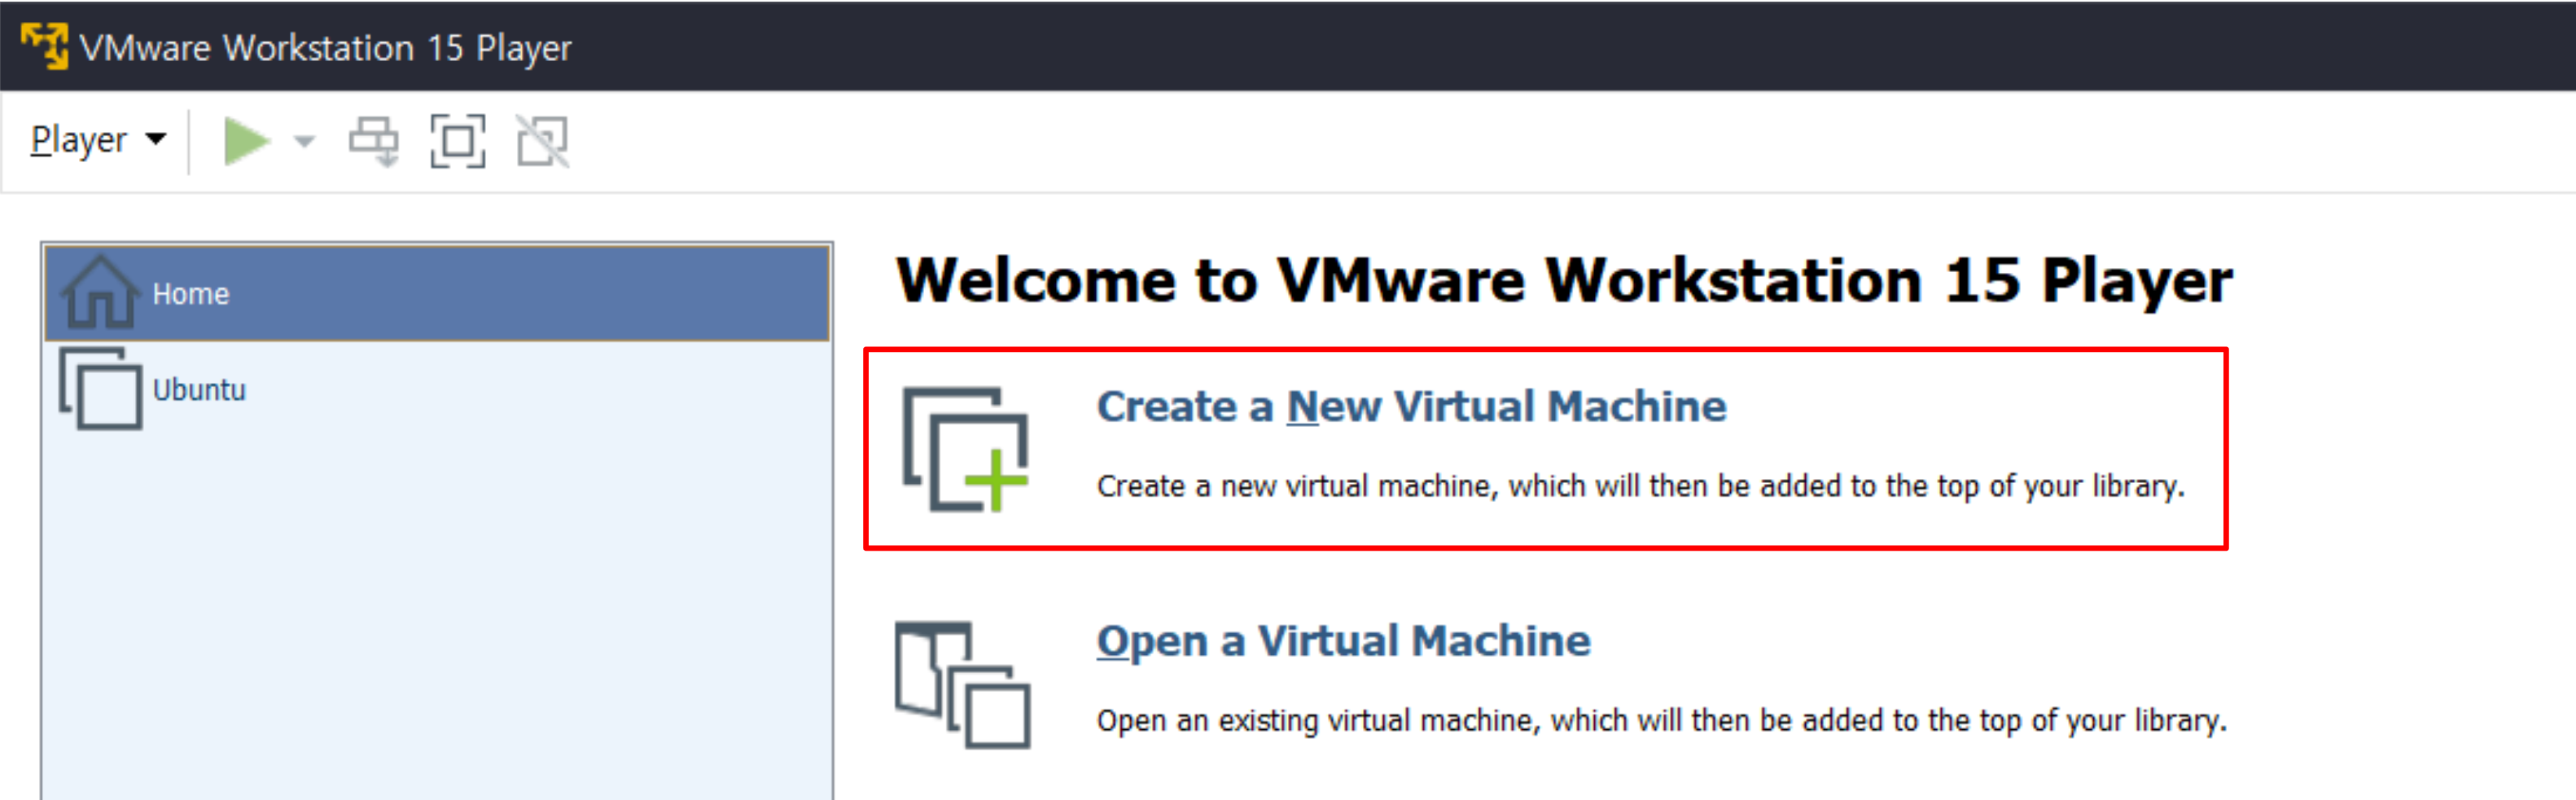 VMware Workstation 15 Player
Player
Home
Ubuntu
Welcome to VMware Workstation 15 Player
Create a New Virtual Machine
Create a new virtual machine, which will then be added to the top of your library.
Open a Virtual Machine
Open an existing virtual machine, which will then be added to the top of your library.